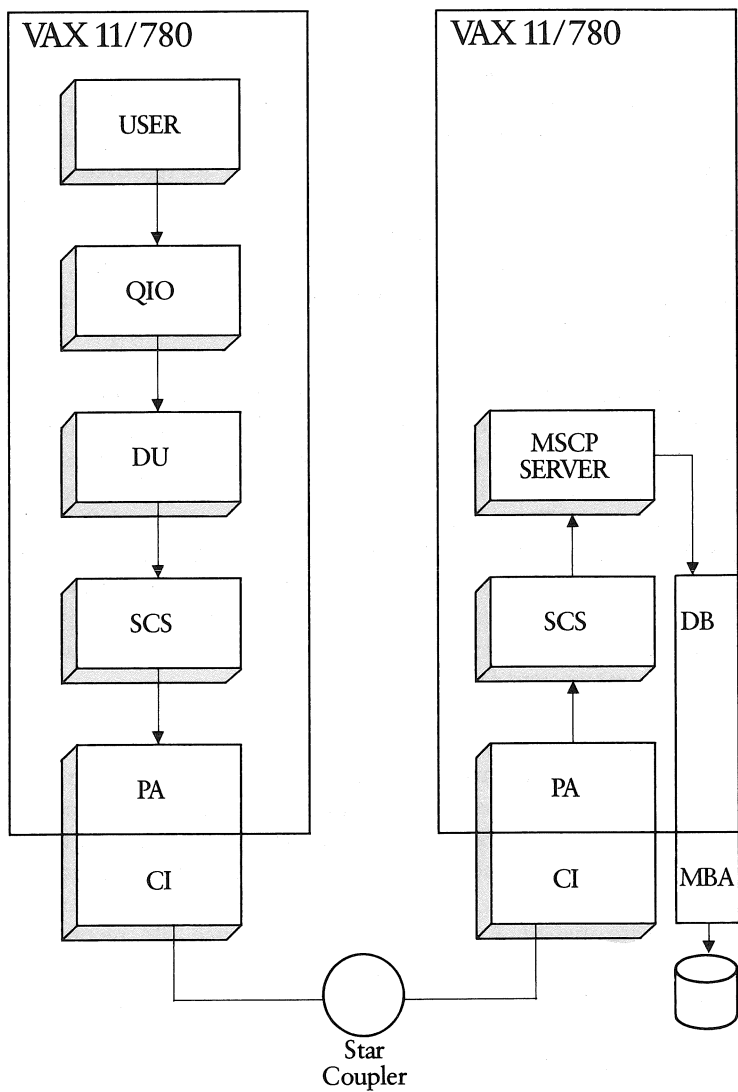 VAX 11/780
USER
QIO
DU
SCS
PA
CI
VAX 11/780
MSCP
SERVER
SCS
DB
PA
CI
MBA
Star
Coupler